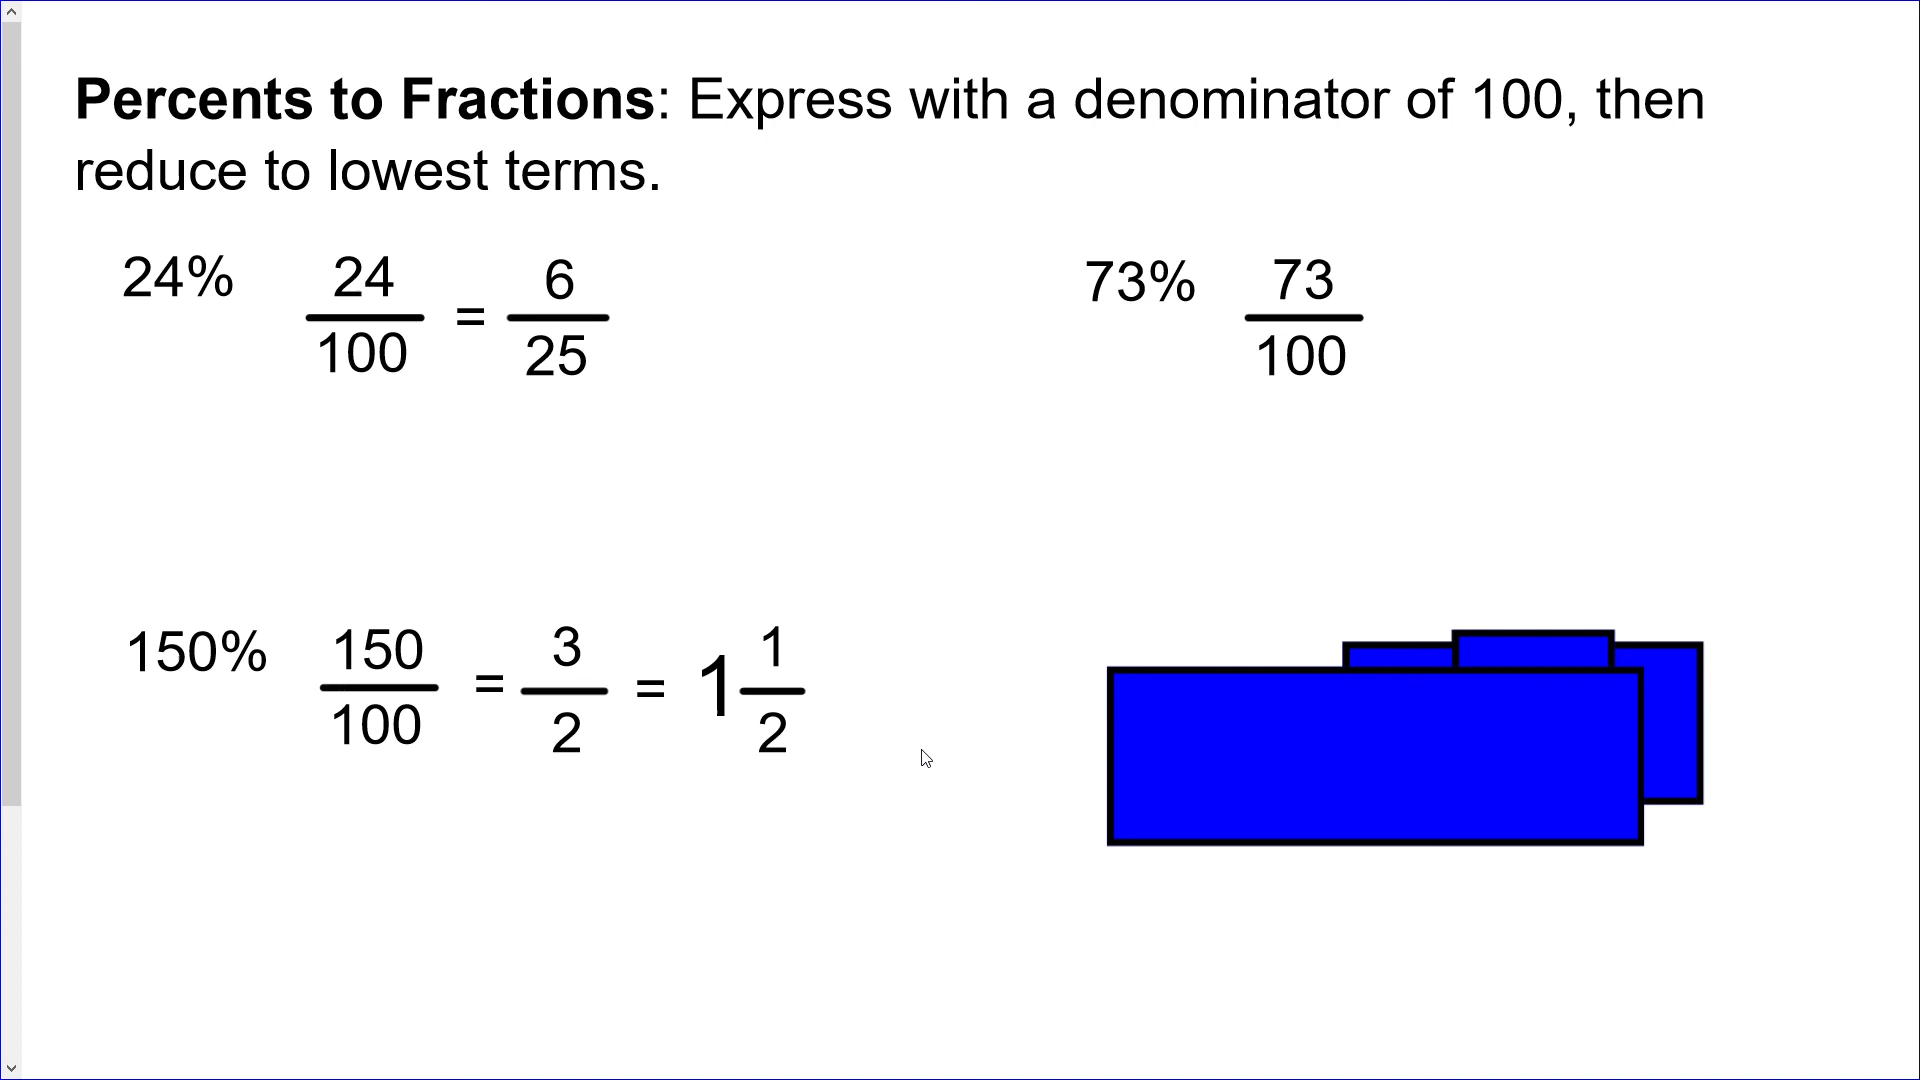 Percents to Fractions: Express with a denominator of 100, then
reduce to lowest terms.
24% 24/100 = 6/25
73% 73/100
150% 150/100 = 3/2 = 1 1/2